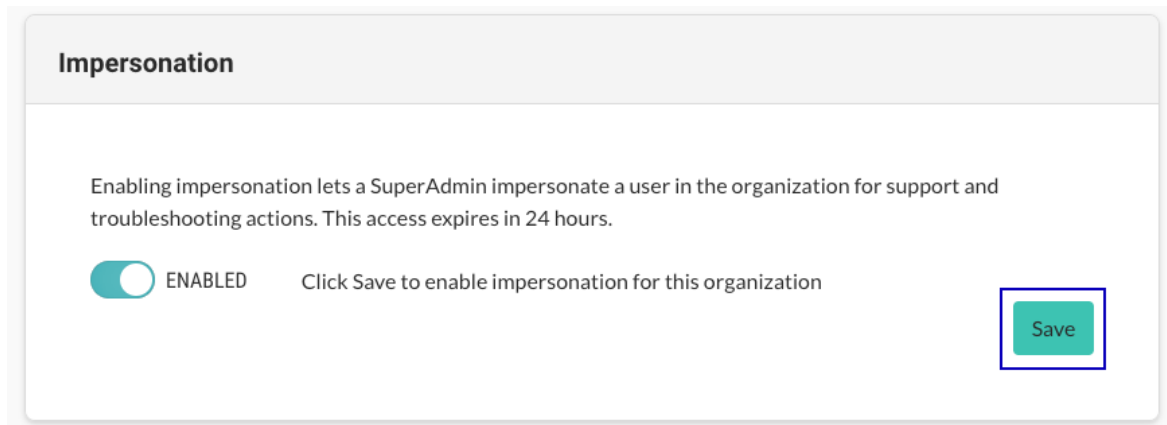 Impersonation
Enabling impersonation lets a SuperAdmin impersonate a user in the organization for support and
troubleshooting actions. This access expires in 24 hours.
ENABLED Click Save to enable impersonation for this organization
Save